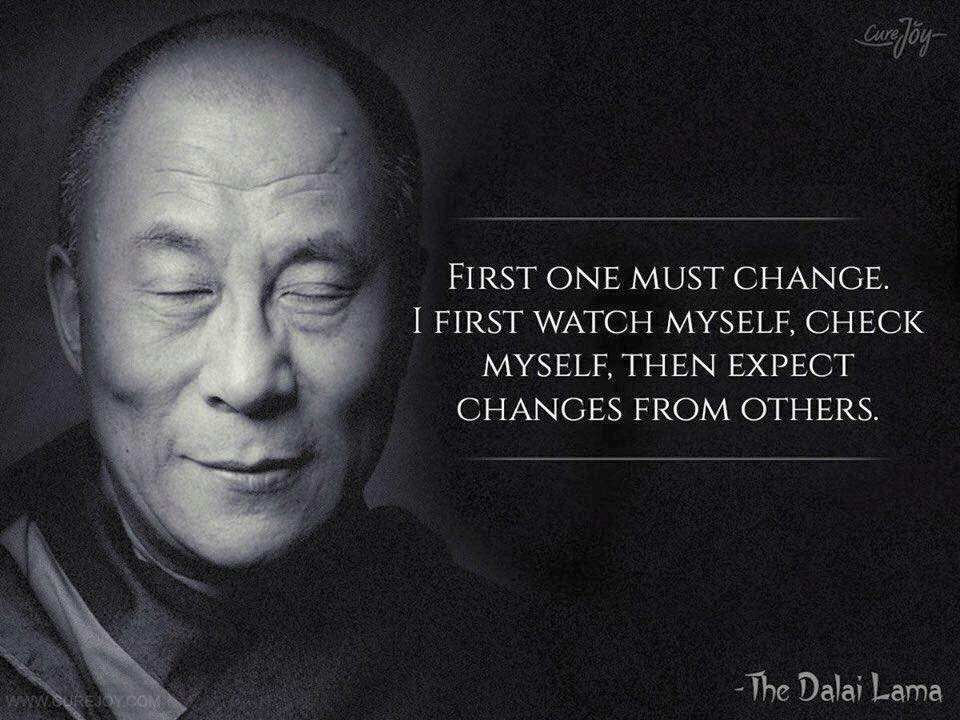 CureJoy
FIRST ONE MUST CHANGE.
I FIRST WATCH MYSELF, CHECK
MYSELF, THEN EXPECT
CHANGES FROM OTHERS.
-The Dalai Lama
WWW.CUREJOY.COM